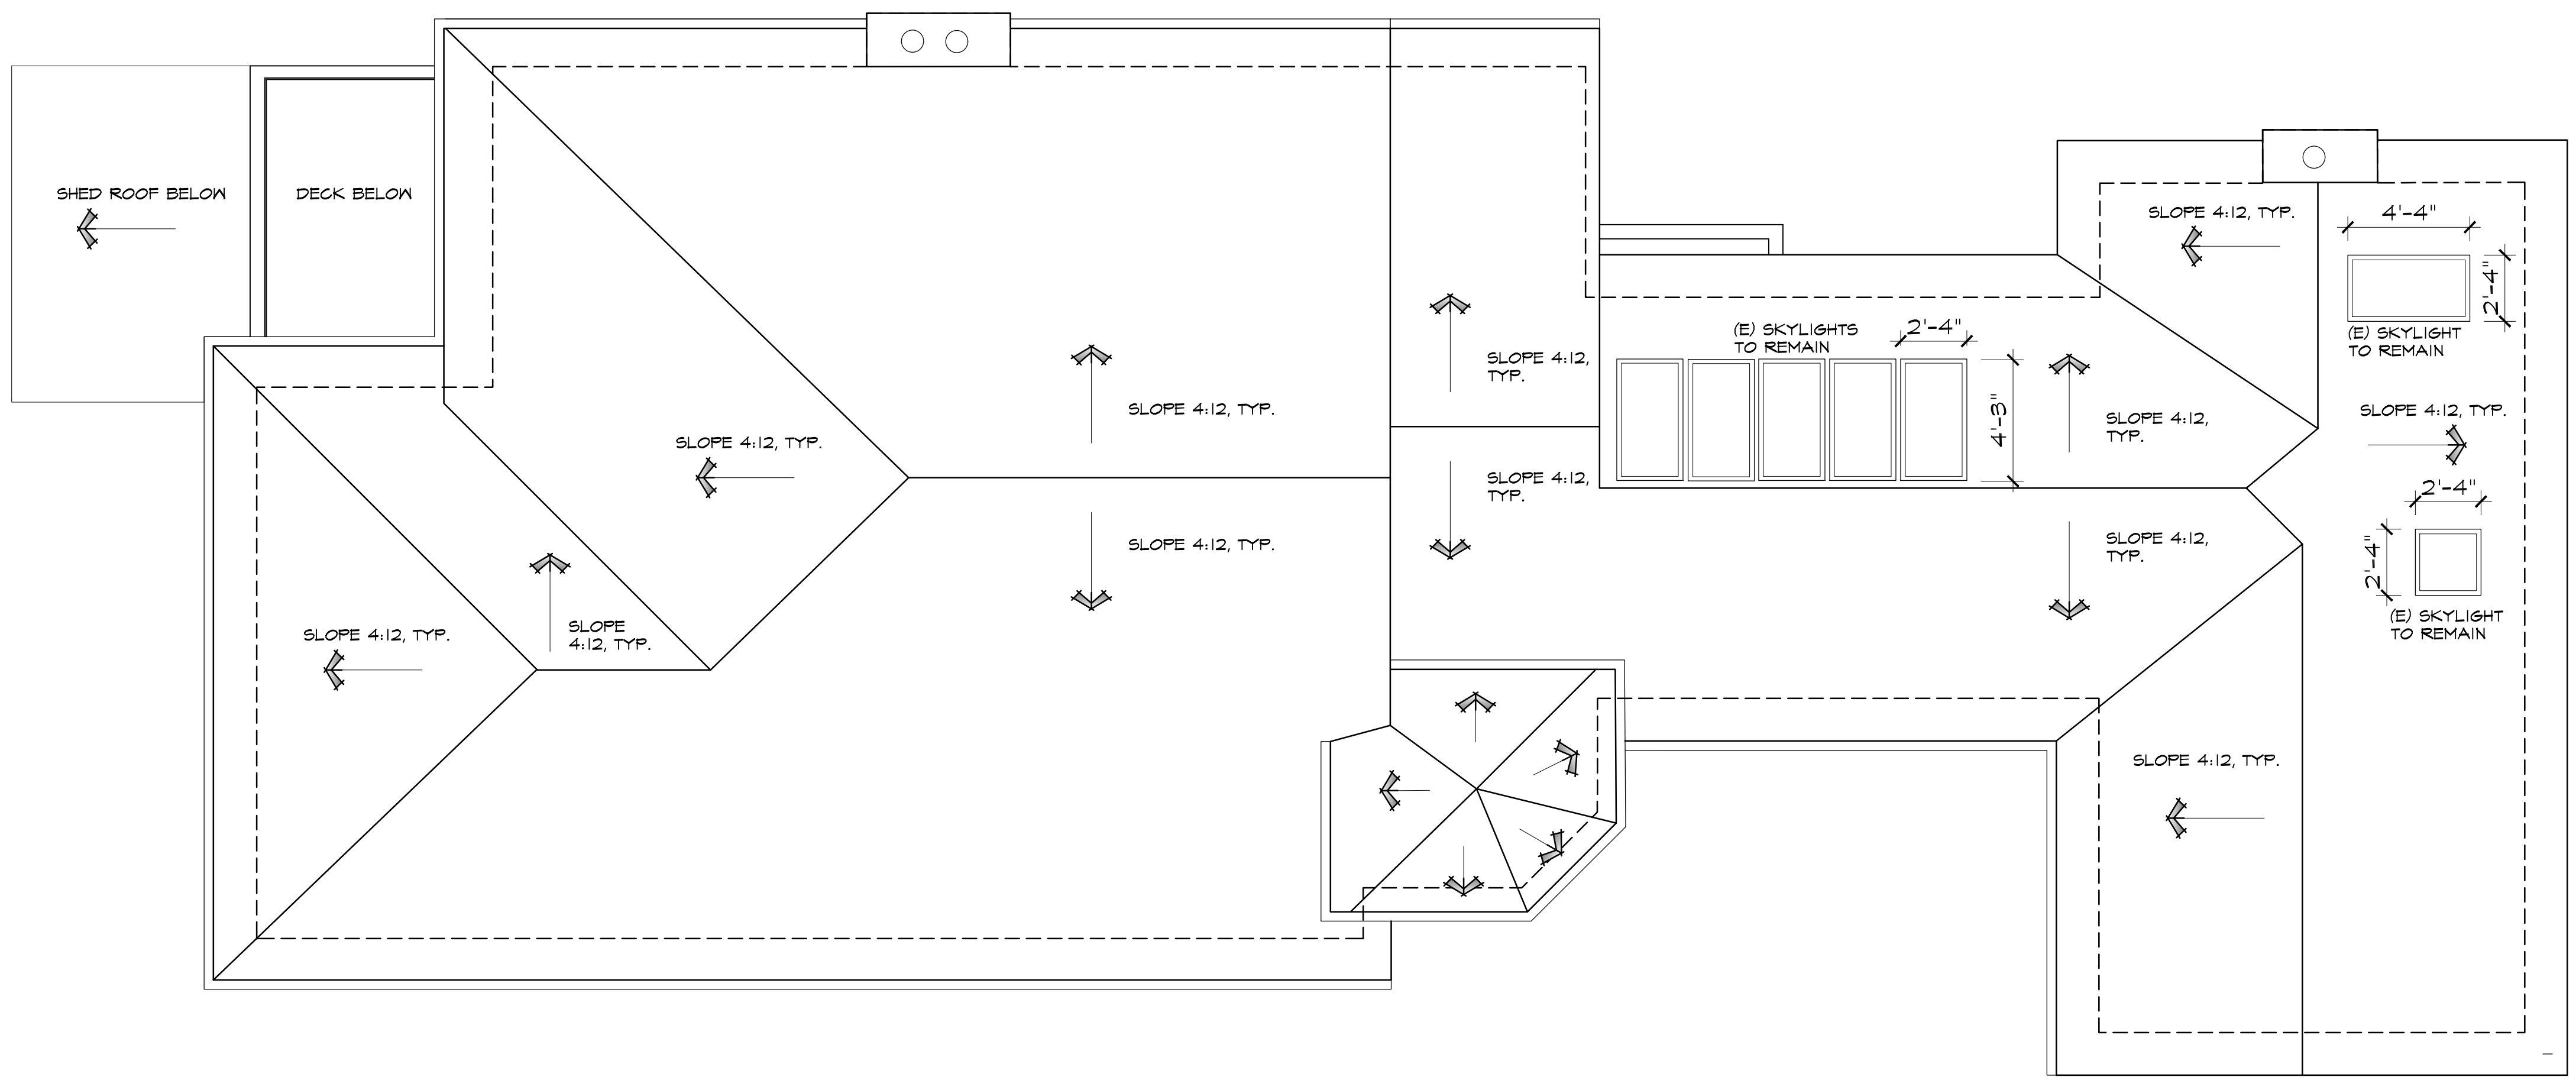 SHED ROOF BELOW
DECK BELOW
SLOPE 4:12, TYP.
SLOPE
4:12, TYP.
SLOPE 4:12, TYP.
SLOPE 4:12, TYP.
SLOPE 4:12, TYP.
SLOPE 4:12,
TYP.
SLOPE 4:12,
TYP.
(E) SKYLIGHTS
TO REMAIN
2'-4"
4'-3"
SLOPE 4:12,
TYP.
SLOPE 4:12,
TYP.
SLOPE 4:12, TYP.
4'-4"
2'-4"
(E) SKYLIGHT
TO REMAIN
SLOPE 4:12, TYP.
2'-4"
2'-4"
(E) SKYLIGHT
TO REMAIN
SLOPE 4:12, TYP.